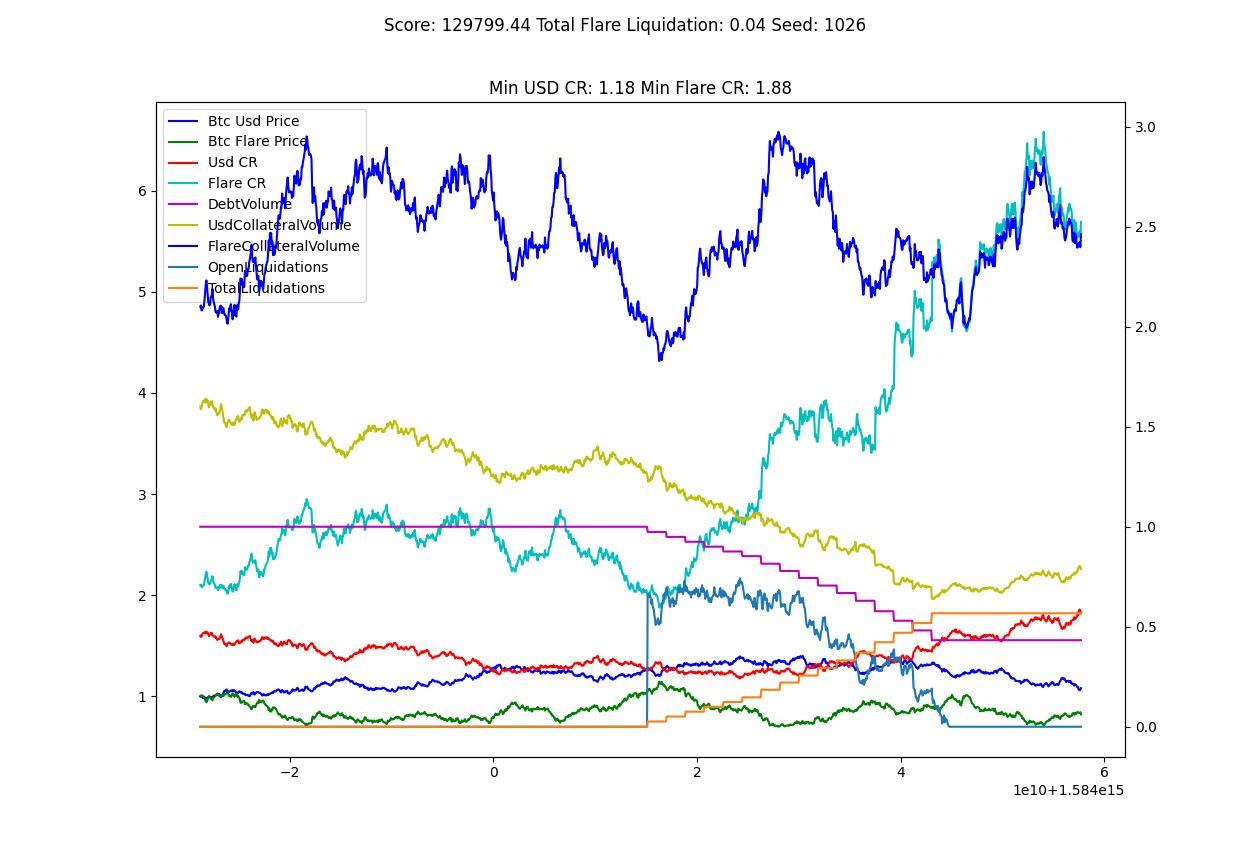 Score: 129799.44 Total Flare Liquidation: 0.04 Seed: 1026
Min USD CR: 1.18 Min Flare CR: 1.88
Btc Usd Price
Btc Flare Price
Usd CR
Flare CR
DebtVolume
UsdCollateralVolume
FlareCollateralVolume
OpenLiquidations
TotalLiquidations
6
5
4
3
2
1
3.0
2.5
2.0
1.5
1.0
0.5
0.0
−2
0
2
4
6
1e10+1.584e15